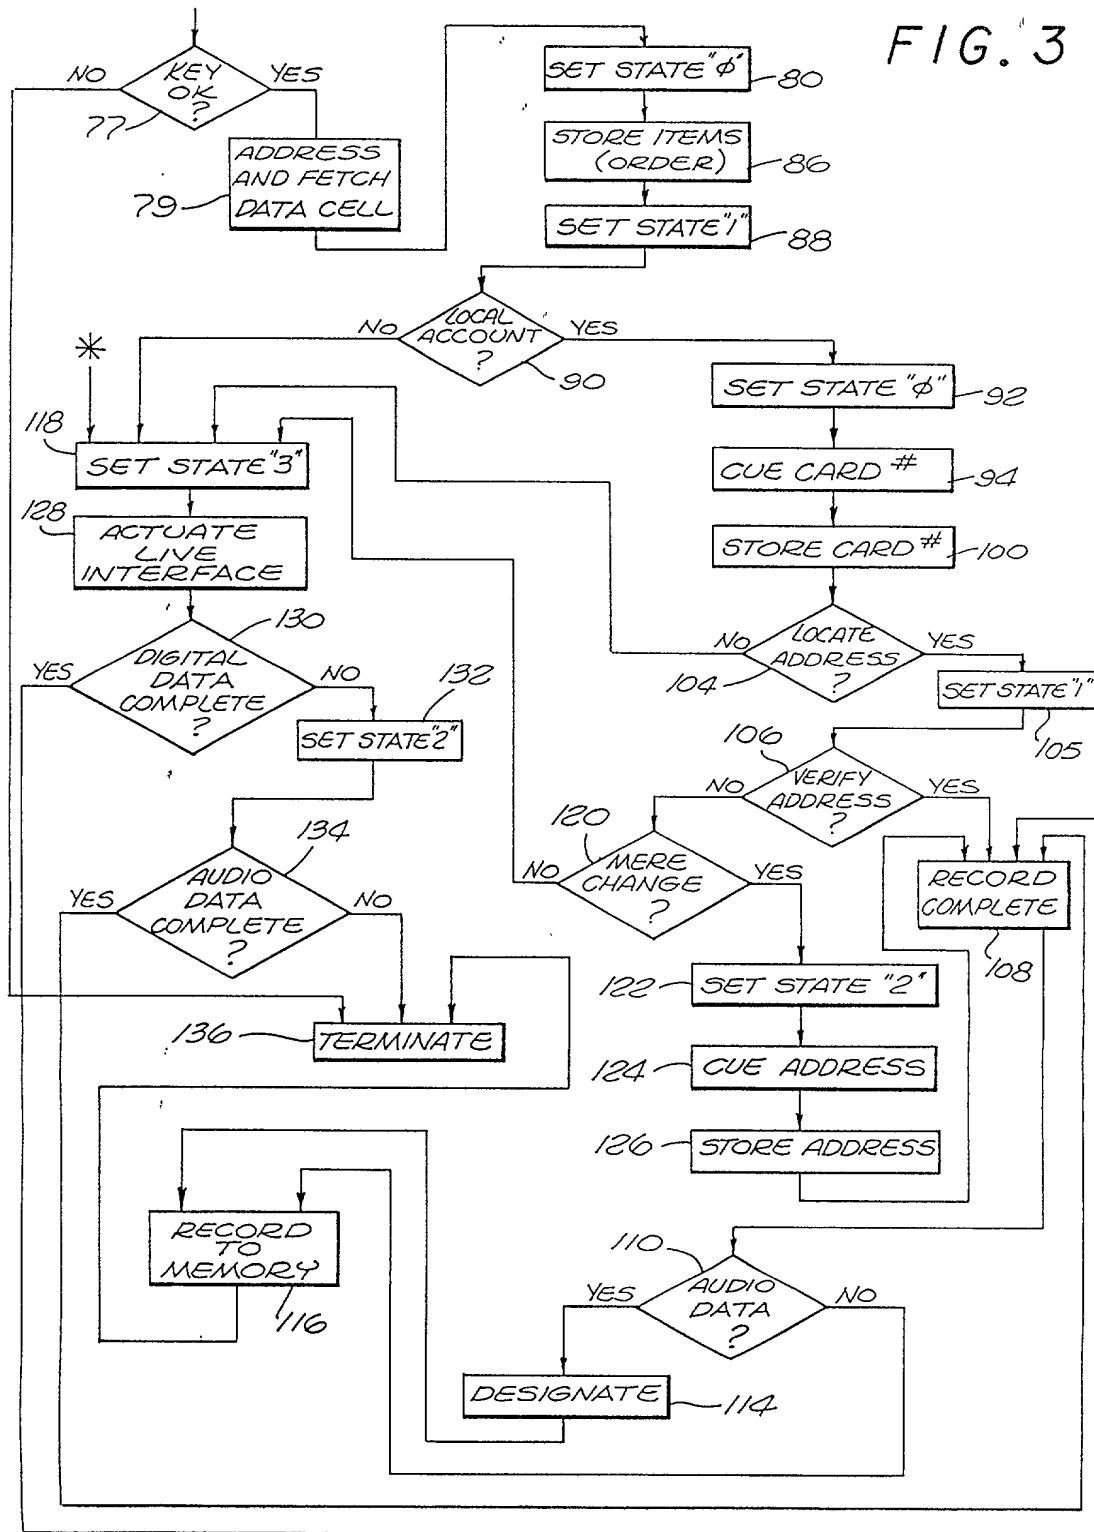 FIG. 3
KEY
OK
?
NO
YES
77
ADDRESS
AND FETCH
DATA CELL
79
SET STATE "φ"
80
STORE ITEMS
(ORDER)
86
SET STATE "1"
88
LOCAL
ACCOUNT
?
NO
YES
90
*
SET STATE "φ"
92
118
SET STATE "3"
CUE CARD #
94
128
ACTUATE
LIVE
INTERFACE
STORE CARD #
100
130
YES
DIGITAL
DATA
COMPLETE
?
NO
132
SET STATE "2"
NO
LOCATE
ADDRESS
?
YES
104
SET STATE "1"
105
106
NO
VERIFY
ADDRESS
?
YES
134
YES
AUDIO
DATA
COMPLETE
?
NO
120
NO
MERE
CHANGE
?
YES
RECORD
COMPLETE
108
122
SET STATE "2"
136
TERMINATE
124
CUE ADDRESS
126
STORE ADDRESS
RECORD
TO
MEMORY
116
110
YES
AUDIO
DATA
?
NO
DESIGNATE
114